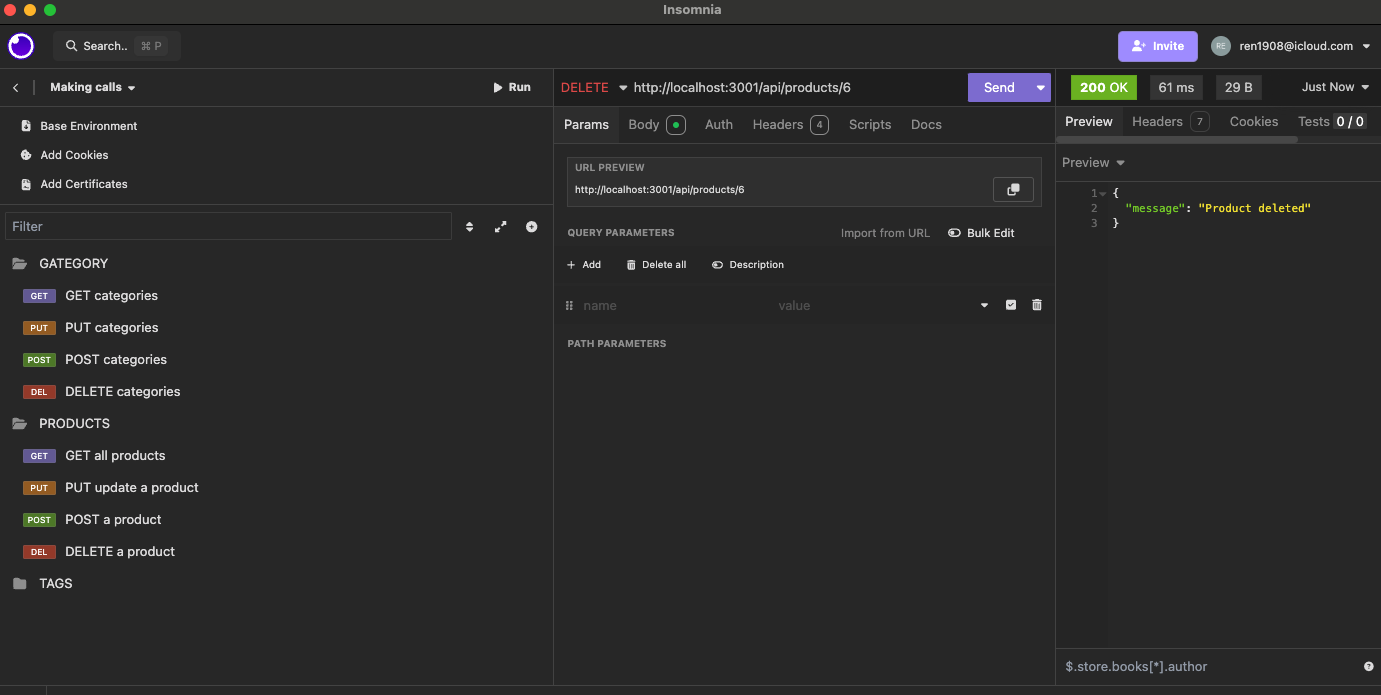 Insomnia
Search.. ⌘ P
Invite
RE ren1908@icloud.com
Making calls
Run
Base Environment
Add Cookies
Add Certificates
Filter
GATEGORY
GET GET categories
PUT PUT categories
POST POST categories
DEL DELETE categories
PRODUCTS
GET GET all products
PUT PUT update a product
POST POST a product
DEL DELETE a product
TAGS
DELETE http://localhost:3001/api/products/6 Send
Params Body Auth Headers 4 Scripts Docs
URL PREVIEW
http://localhost:3001/api/products/6
QUERY PARAMETERS Import from URL Bulk Edit
+ Add Delete all Description
name value
PATH PARAMETERS
200 OK 61 ms 29 B Just Now
Preview Headers 7 Cookies Tests 0 / 0
Preview
1 {
2 "message": "Product deleted"
3 }
$.store.books[*].author